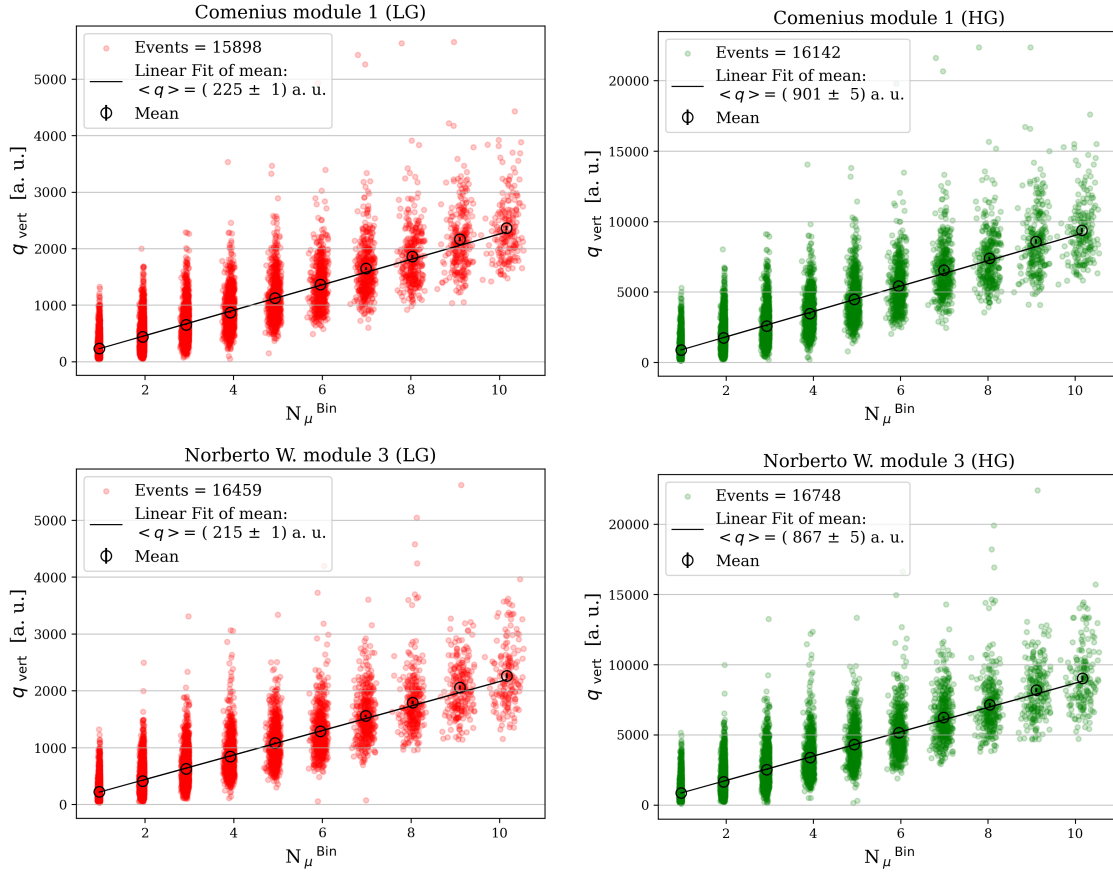 Comenius module 1 (LG)
Events = 15898
Linear Fit of mean:
< q > = ( 225 ± 1) a. u.
Mean
5000
4000
3000
2000
1000
0
q vert [a. u.]
2 4 6 8 10
N μ Bin
Comenius module 1 (HG)
Events = 16142
Linear Fit of mean:
< q > = ( 901 ± 5) a. u.
Mean
20000
15000
10000
5000
0
q vert [a. u.]
2 4 6 8 10
N μ Bin
Norberto W. module 3 (LG)
Events = 16459
Linear Fit of mean:
< q > = ( 215 ± 1) a. u.
Mean
5000
4000
3000
2000
1000
0
q vert [a. u.]
2 4 6 8 10
N μ Bin
Norberto W. module 3 (HG)
Events = 16748
Linear Fit of mean:
< q > = ( 867 ± 5) a. u.
Mean
20000
15000
10000
5000
0
q vert [a. u.]
2 4 6 8 10
N μ Bin